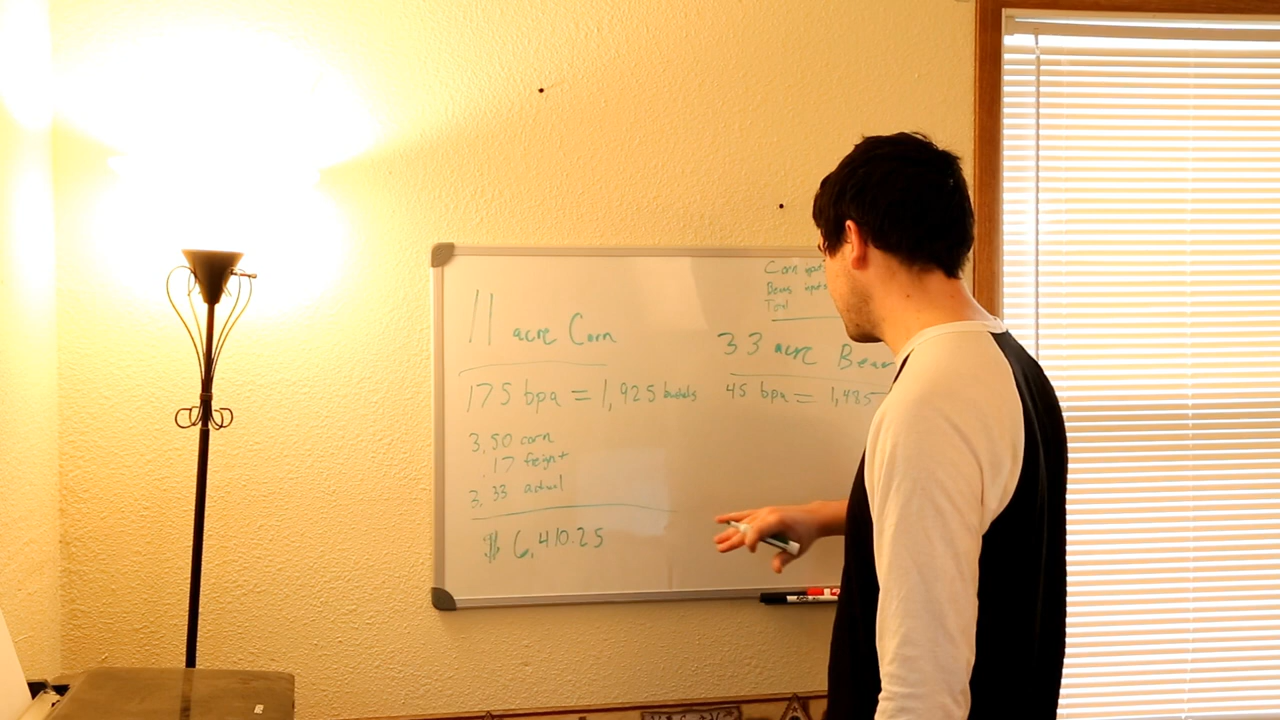 11 acre Corn
175 bpa = 1,925 bushels
3.50 corn
.17 freight
3.33 actual
$ 6,410.25
Corn inputs
Beans inputs
Total
33 acre Bean
45 bpa = 1,485